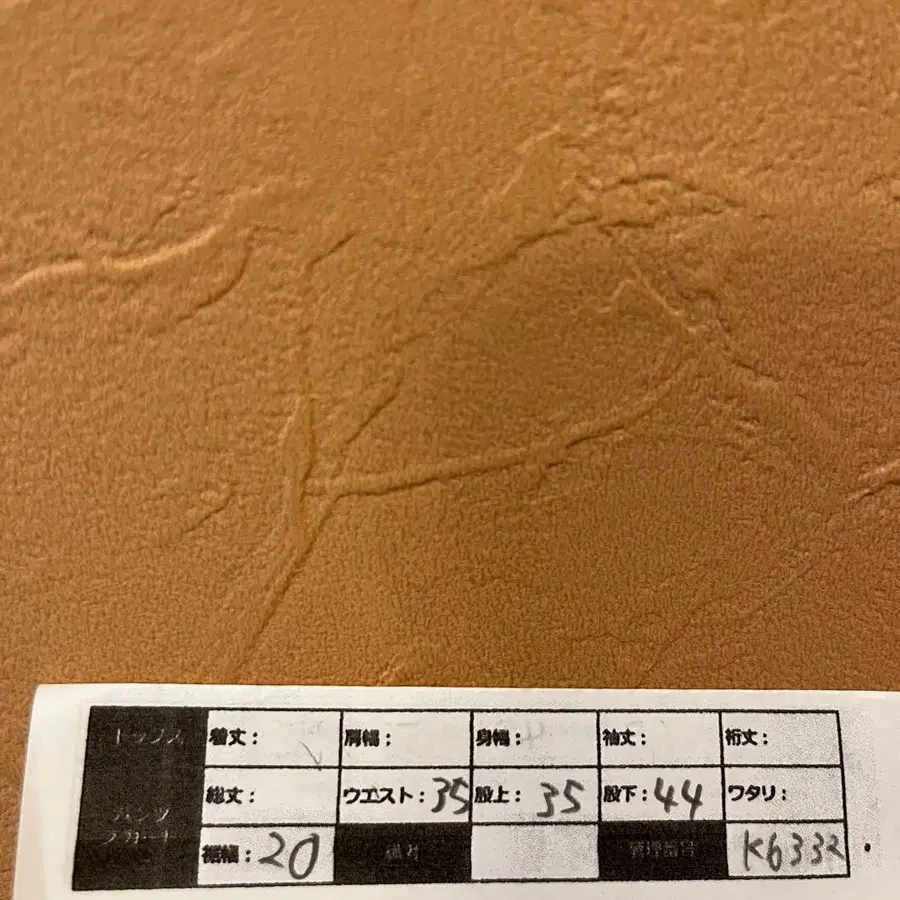 トップス 着丈: 肩幅: 身幅: 袖丈: 裄丈:
パンツ 総丈: ウエスト:35 股上: 35 股下:44 ワタリ:
スカート 裾幅:20 備考 管理番号 K6332